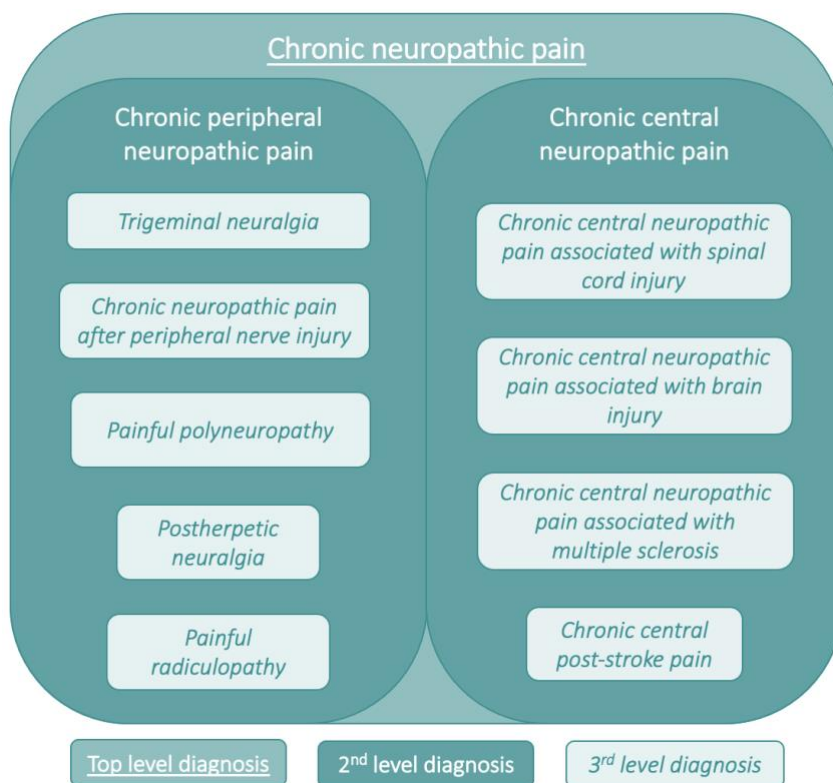 Chronic neuropathic pain
Chronic peripheral
neuropathic pain
Trigeminal neuralgia
Chronic neuropathic pain
after peripheral nerve injury
Painful polyneuropathy
Postherpetic
neuralgia
Painful
radiculopathy
Chronic central
neuropathic pain
Chronic central neuropathic
pain associated with spinal
cord injury
Chronic central neuropathic
pain associated with brain
injury
Chronic central neuropathic
pain associated with
multiple sclerosis
Chronic central
post-stroke pain
Top level diagnosis
2nd level diagnosis
3rd level diagnosis